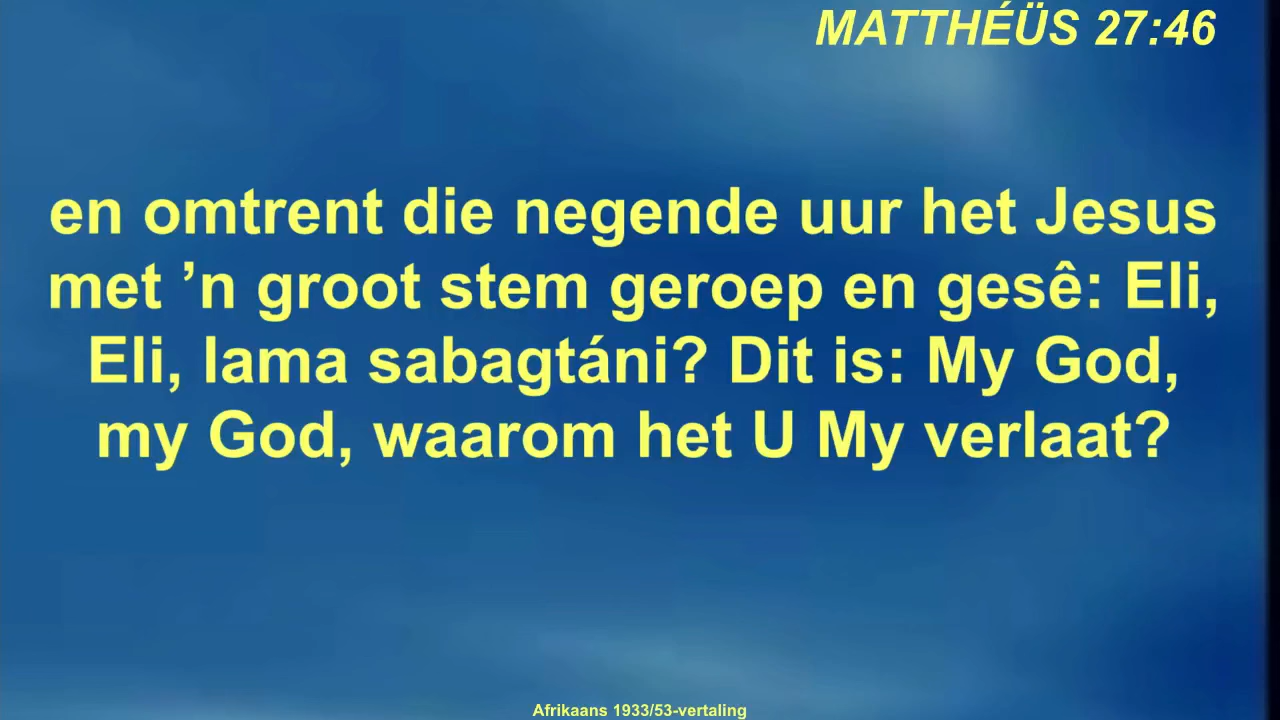 MATTHÉÜS 27:46
en omtrent die negende uur het Jesus
met ’n groot stem geroep en gesê: Eli,
Eli, lama sabagtáni? Dit is: My God,
my God, waarom het U My verlaat?
Afrikaans 1933/53-vertaling